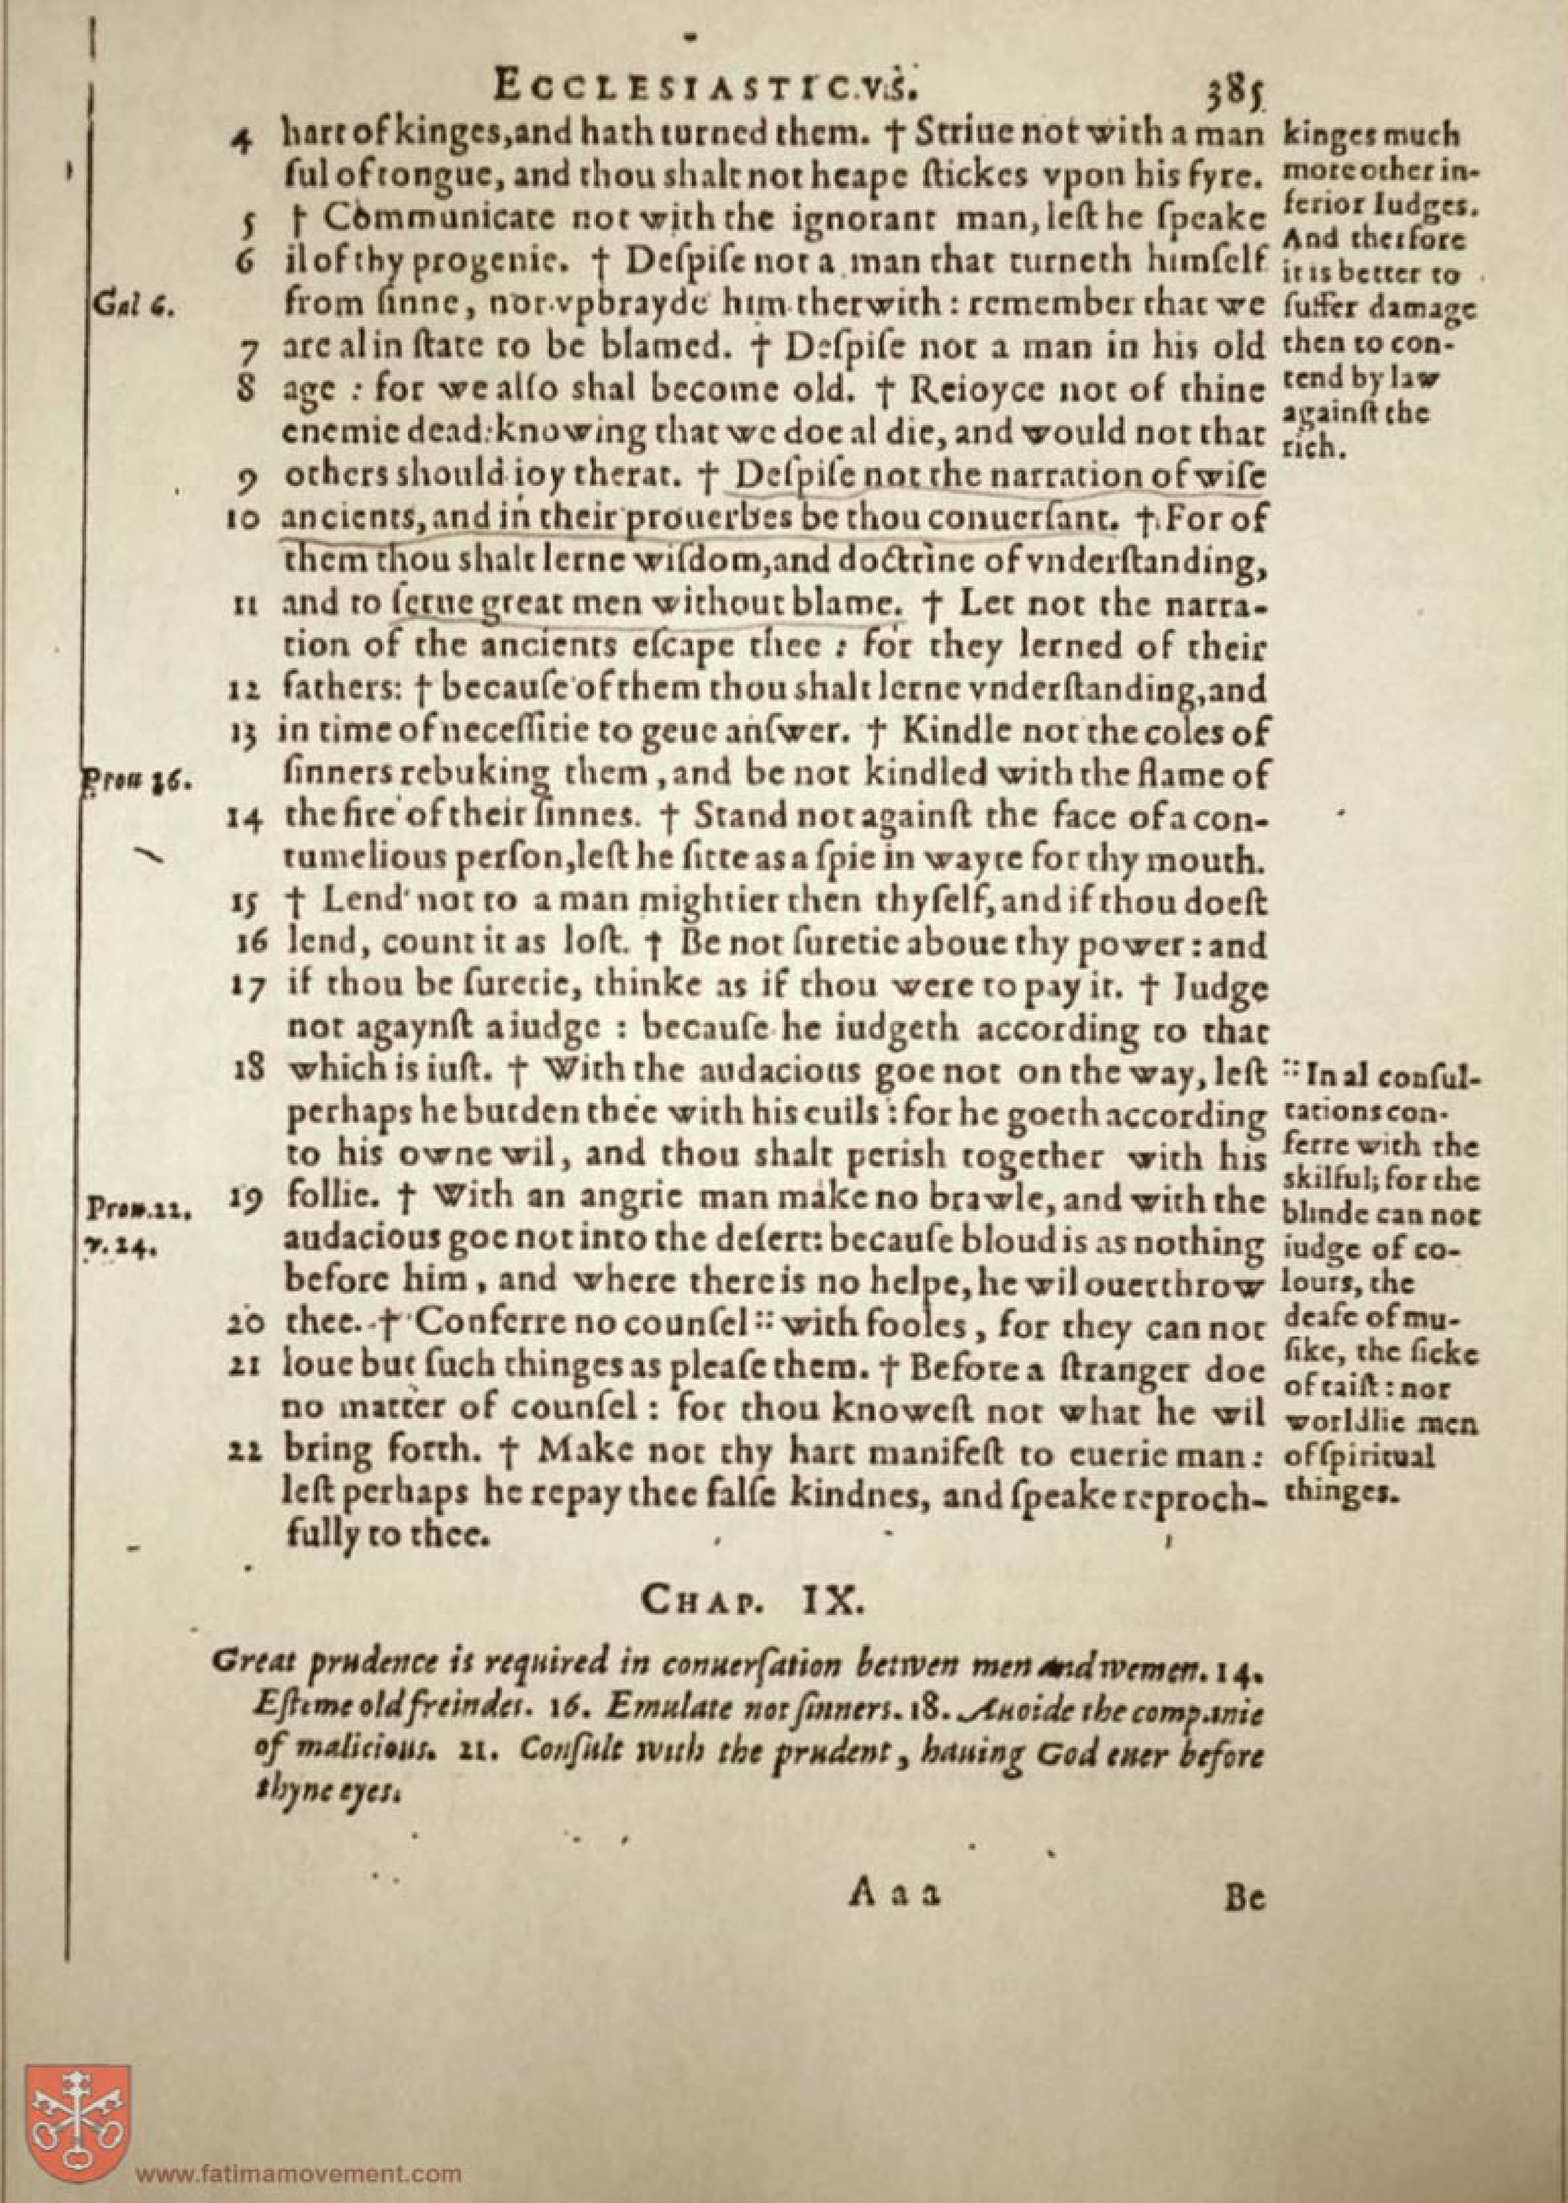 ECCLESIASTICVS. 385
4 hart of kinges, and hath turned them. † Striue not with a man
ful of tongue, and thou shalt not heape ſtickes vpon his fyre.
5 † Communicate not with the ignorant man, leſt he ſpeake
6 il of thy progenie. † Deſpiſe not a man that turneth himſelf
Gal 6.
from ſinne, nor vpbrayde him therwith: remember that we
7 are al in ſtate to be blamed. † Deſpiſe not a man in his old
8 age: for we alſo shal become old. † Reioyce not of thine
enemie dead: knowing that we doe al die, and would not that
9 others should ioy therat. † Deſpiſe not the narration of wiſe
10 ancients, and in their prouerbes be thou conuerſant. † For of
them thou shalt lerne wiſdom, and doctrine of vnderſtanding,
11 and to ſerue great men without blame. † Let not the narra-
tion of the ancients eſcape thee: for they lerned of their
12 fathers: † becauſe of them thou shalt lerne vnderſtanding, and
13 in time of neceſſitie to geue anſwer. † Kindle not the coles of
ſinners rebuking them, and be not kindled with the flame of
14 the fire of their ſinnes. † Stand not againſt the face of a con-
tumelious perſon, leſt he ſitte as a ſpie in wayte for thy mouth.
15 † Lend not to a man mightier then thyſelf, and if thou doeſt
16 lend, count it as loſt. † Be not ſuretie aboue thy power: and
17 if thou be ſuretie, thinke as if thou were to pay it. † Judge
not agaynſt a iudge: becauſe he iudgeth according to that
18 which is iuſt. † With the audacious goe not on the way, leſt
perhaps he burden thee with his euils: for he goeth according
to his owne wil, and thou shalt perish together with his
19 follie. † With an angrie man make no brawle, and with the
Prou.22.
v.24.
audacious goe not into the deſert: becauſe bloud is as nothing
before him, and where there is no helpe, he wil ouerthrow
20 thee. † Conferre no counſel :: with fooles, for they can not
21 loue but ſuch thinges as pleaſe them. † Before a ſtranger doe
no matter of counſel: for thou knoweſt not what he wil
22 bring forth. † Make not thy hart manifeſt to euerie man:
leſt perhaps he repay thee falſe kindnes, and ſpeake reproch-
fully to thee.
kinges much
more other in-
ferior Iudges.
And therfore
it is better to
ſuffer damage
then to con-
tend by law
againſt the
rich.
:: In al conſul-
tations con-
ferre with the
skilful; for the
blinde can not
iudge of co-
lours, the
deafe of mu-
ſike, the ſicke
of taiſt: nor
worldlie men
of ſpiritual
thinges.
CHAP. IX.
Great prudence is required in conuerſation betwen men and wemen. 14.
Eſteme old freindes. 16. Emulate not ſinners. 18. Auoide the companie
of malicious. 21. Conſult with the prudent, hauing God euer before
thyne eyes.
Aaa Be
www.fatimamovement.com